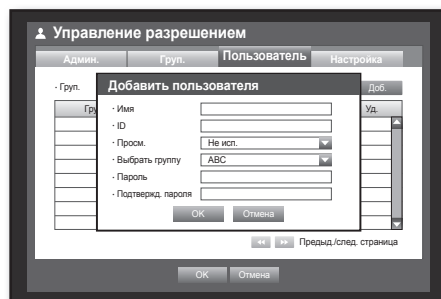 Управление разрешением
Админ. Груп. Пользователь Настройка
· Груп. Доб.
Гру Уд.
Добавить пользователя
· Имя
· ID
· Просм. Не исп.
· Выбрать группу ABC
· Пароль
· Подтвержд. пароля
OK Отмена
Предыд./след. страница
OK Отмена